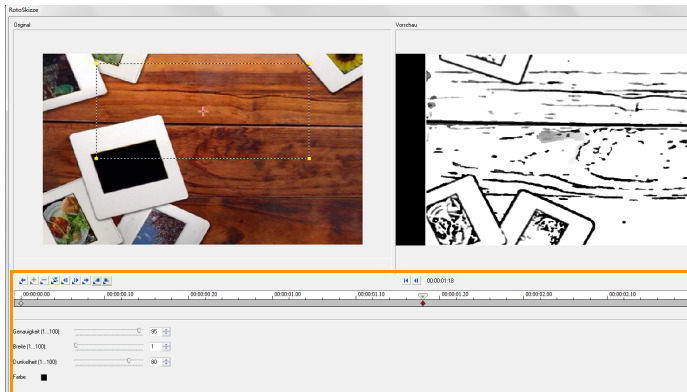 RotoSkizze
Original
Vorschau
00:00:01:18
00:00:00.00 00:00:00.10 00:00:00.20 00:00:01.00 00:00:01.10 00:00:01.20 00:00:02.00 00:00:02.10
Genauigkeit (1...100): 95
Breite (1...100): 1
Dunkelheit (1...100): 80
Farbe: